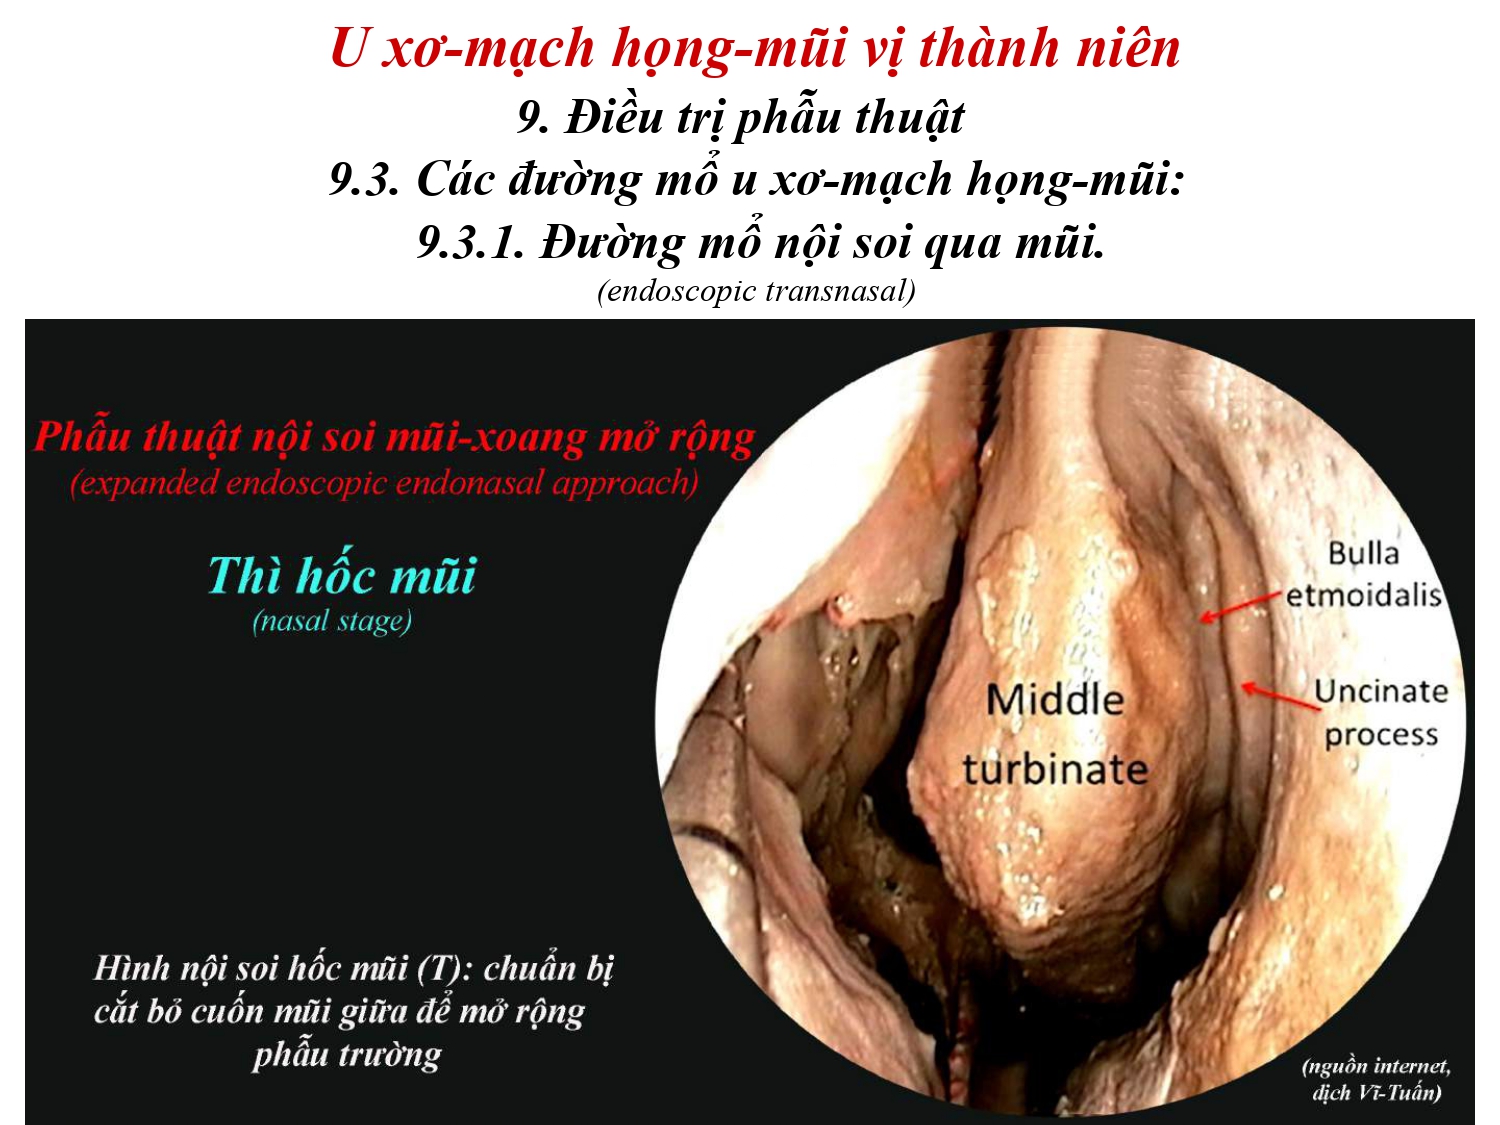 U xơ-mạch họng-mũi vị thành niên
9. Điều trị phẫu thuật
9.3. Các đường mổ u xơ-mạch họng-mũi:
9.3.1. Đường mổ nội soi qua mũi.
(endoscopic transnasal)
Phẫu thuật nội soi mũi-xoang mở rộng
(expanded endoscopic endonasal approach)
Thì hốc mũi
(nasal stage)
Bulla
etmoidalis
Uncinate
process
Middle
turbinate
Hình nội soi hốc mũi (T): chuẩn bị
cắt bỏ cuốn mũi giữa để mở rộng
phẫu trường
(nguồn internet,
dịch Vĩ-Tuấn)